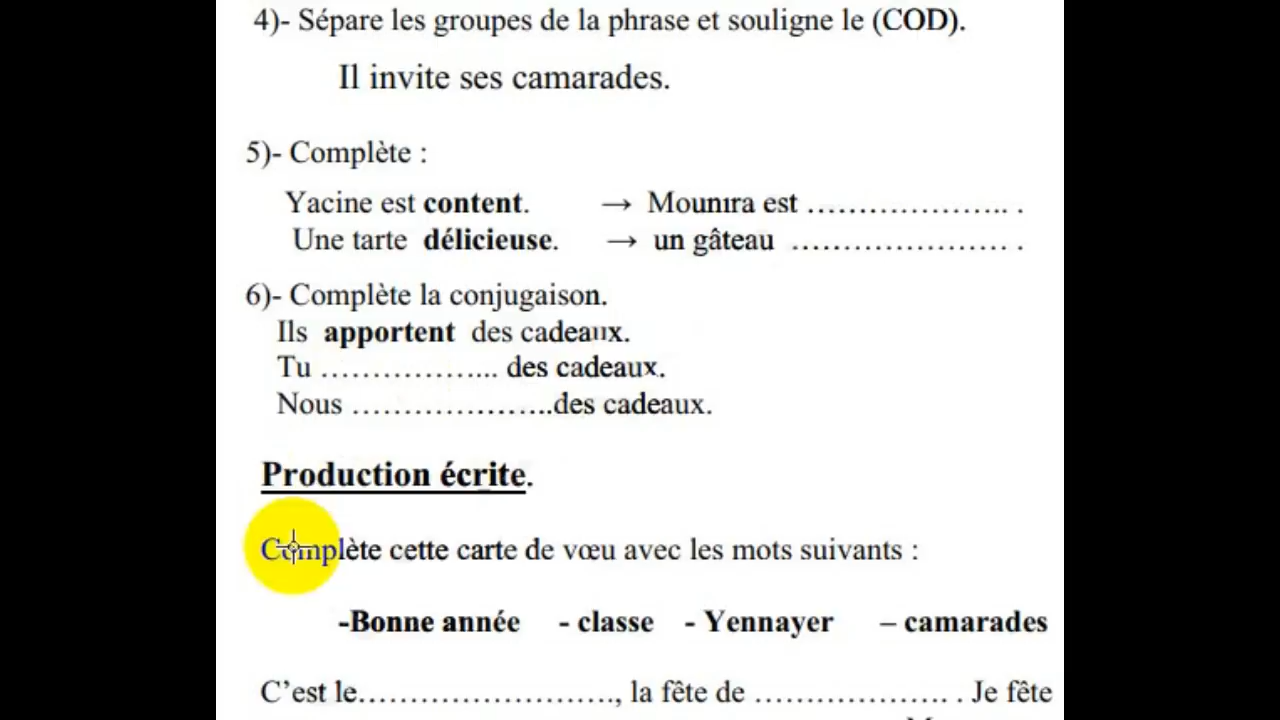 4)- Sépare les groupes de la phrase et souligne le (COD).
Il invite ses camarades.
5)- Complète :
Yacine est content. → Mounira est ………………….. .
Une tarte délicieuse. → un gâteau ………………… .
6)- Complète la conjugaison.
Ils apportent des cadeaux.
Tu ……………... des cadeaux.
Nous ………………..des cadeaux.
Production écrite.
Complète cette carte de vœu avec les mots suivants :
-Bonne année - classe - Yennayer – camarades
C’est le……………………., la fête de ………………. . Je fête